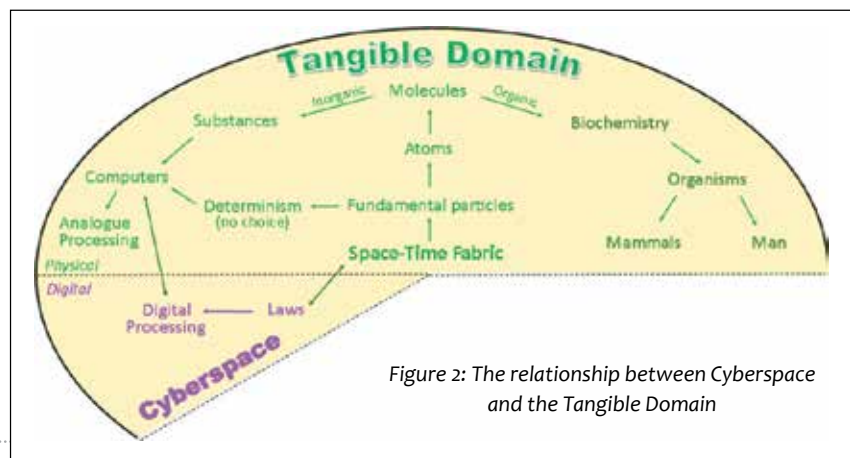 Tangible Domain
Inorganic
Molecules
Organic
Substances
Biochemistry
Atoms
Computers
Organisms
Determinism
(no choice)
Fundamental particles
Analogue
Processing
Mammals
Man
Space-Time Fabric
Physical
Digital
Digital
Processing
Laws
Cyberspace
Figure 2: The relationship between Cyberspace
and the Tangible Domain